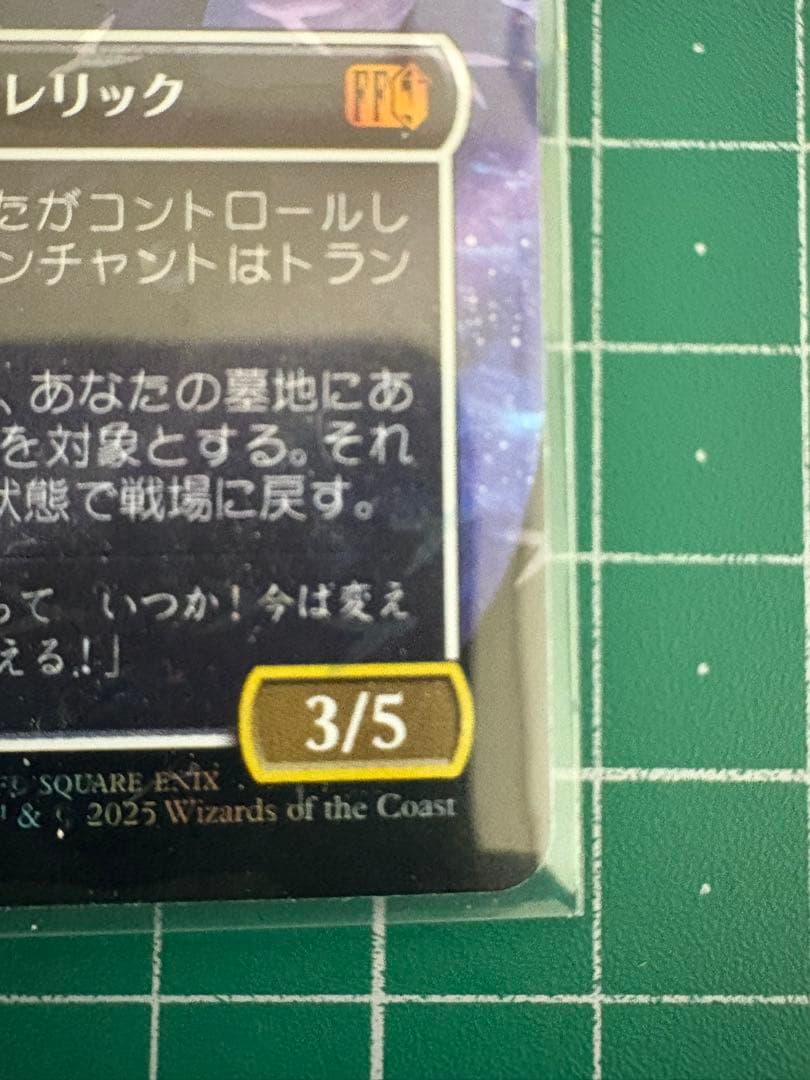 レリック
FFC
たがコントロールし
ンチャントはトラン
、あなたの墓地にあ
を対象とする。それ
状態で戦場に戻す。
って　いつか！今は変え
える！」
3/5
SQUARE ENIX
& © 2025 Wizards of the Coast